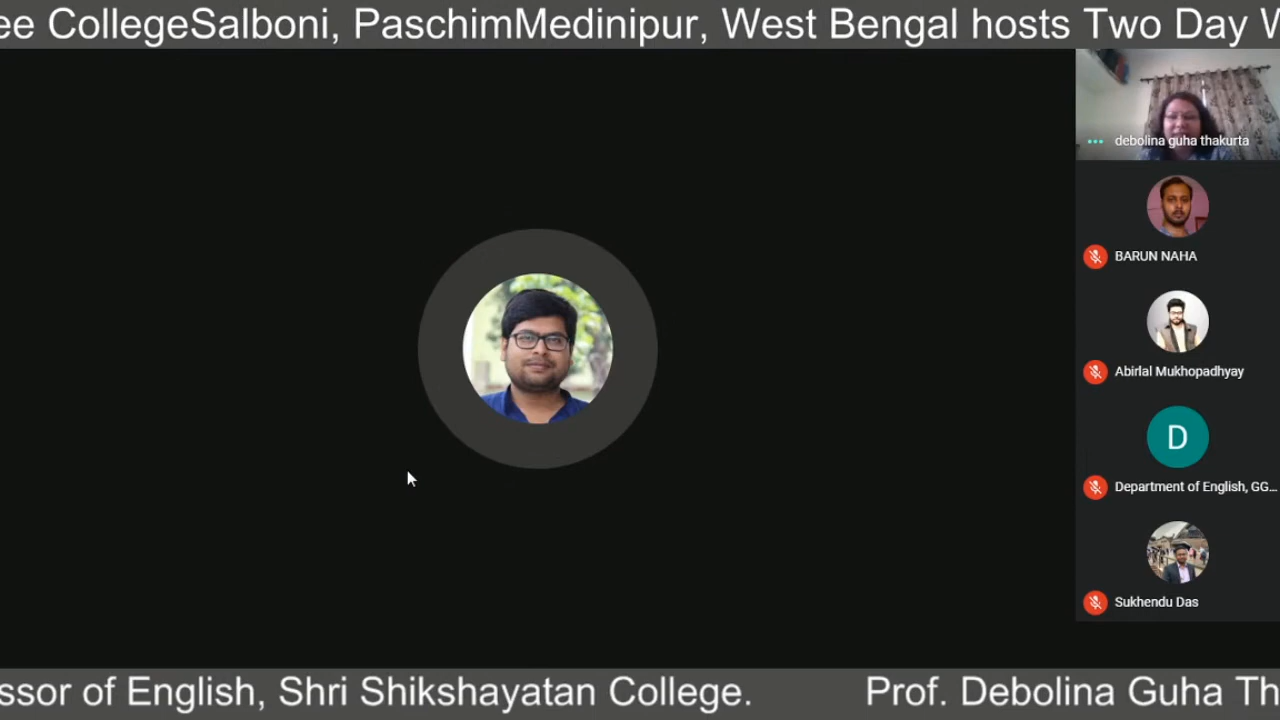 ee CollegeSalboni, PaschimMedinipur, West Bengal hosts Two Day W
debolina guha thakurta
BARUN NAHA
Abirlal Mukhopadhyay
D
Department of English, GG...
Sukhendu Das
ssor of English, Shri Shikshayatan College. Prof. Debolina Guha Th